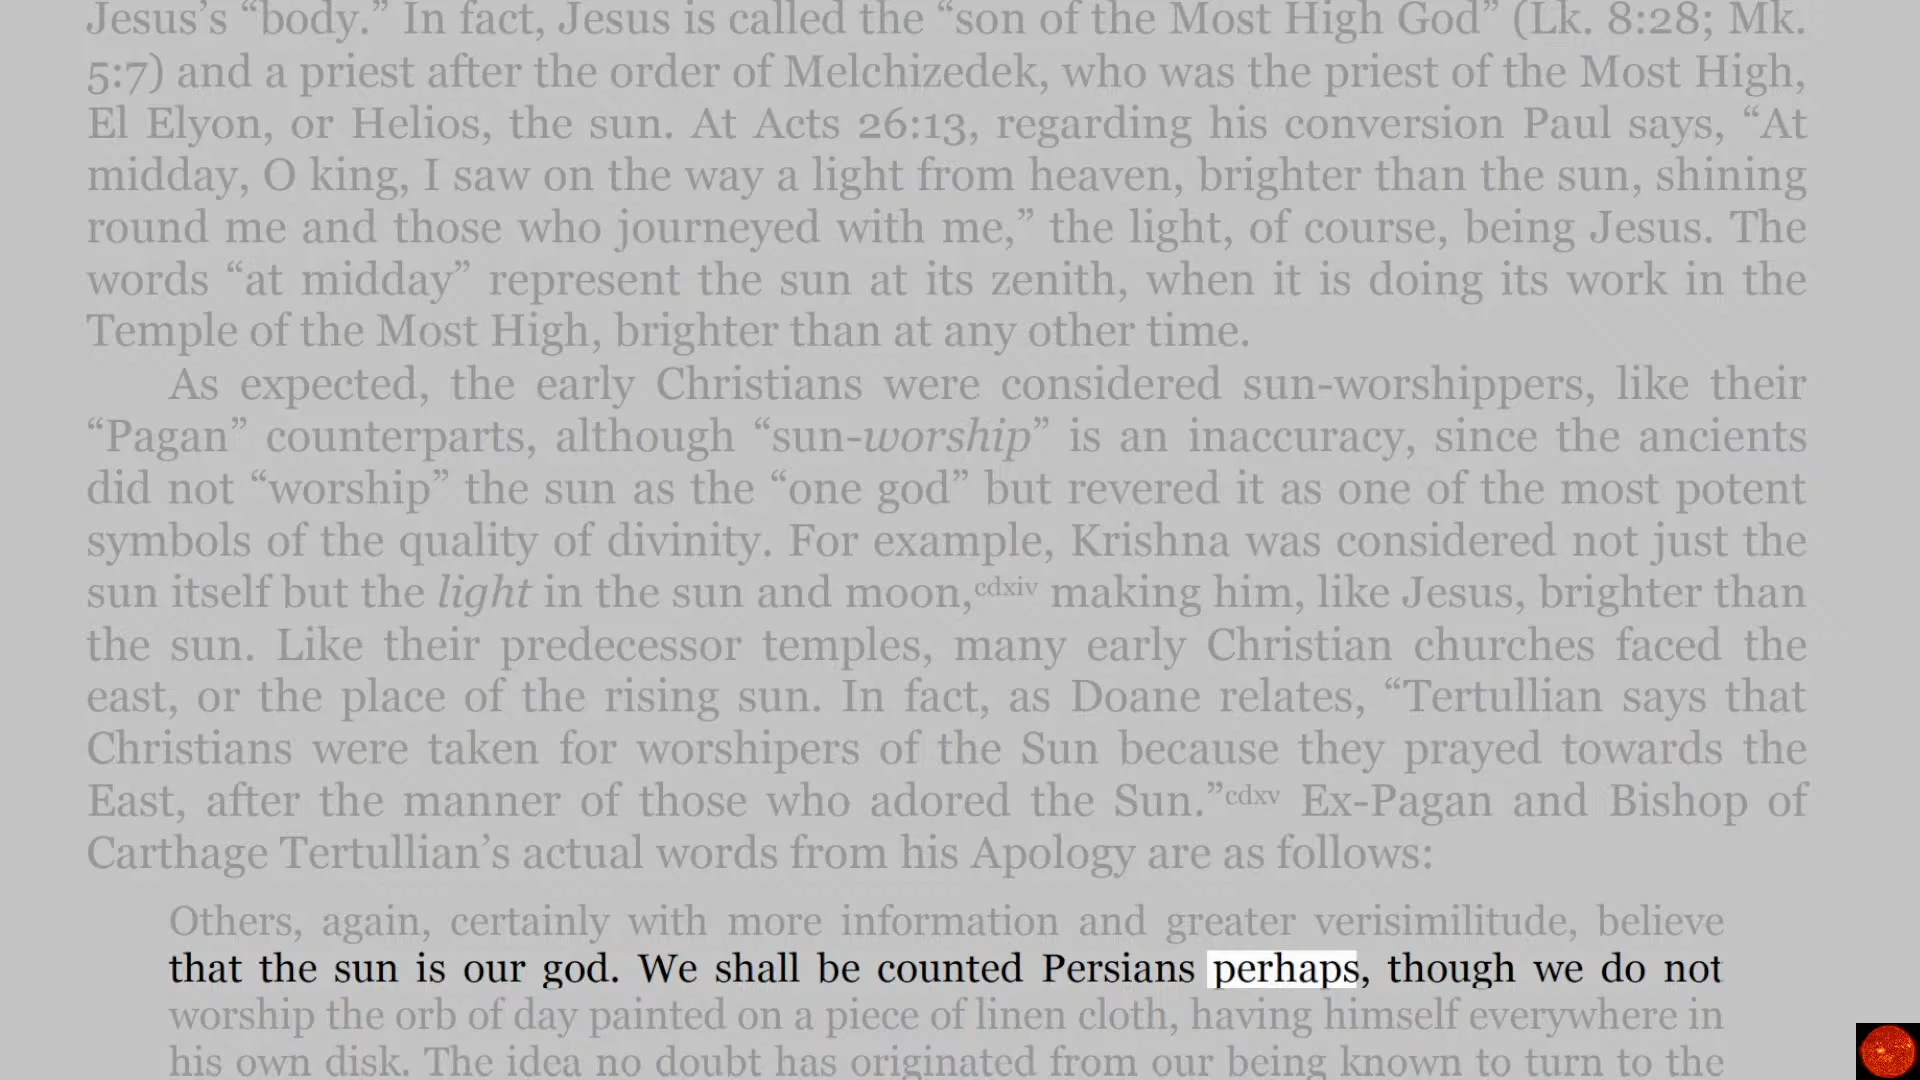 Jesus’s “body.” In fact, Jesus is called the “son of the Most High God” (Lk. 8:28; Mk.
5:7) and a priest after the order of Melchizedek, who was the priest of the Most High,
El Elyon, or Helios, the sun. At Acts 26:13, regarding his conversion Paul says, “At
midday, O king, I saw on the way a light from heaven, brighter than the sun, shining
round me and those who journeyed with me,” the light, of course, being Jesus. The
words “at midday” represent the sun at its zenith, when it is doing its work in the
Temple of the Most High, brighter than at any other time.
As expected, the early Christians were considered sun-worshippers, like their
“Pagan” counterparts, although “sun-worship” is an inaccuracy, since the ancients
did not “worship” the sun as the “one god” but revered it as one of the most potent
symbols of the quality of divinity. For example, Krishna was considered not just the
sun itself but the light in the sun and moon,cdxiv making him, like Jesus, brighter than
the sun. Like their predecessor temples, many early Christian churches faced the
east, or the place of the rising sun. In fact, as Doane relates, “Tertullian says that
Christians were taken for worshipers of the Sun because they prayed towards the
East, after the manner of those who adored the Sun.”cdxv Ex-Pagan and Bishop of
Carthage Tertullian’s actual words from his Apology are as follows:
Others, again, certainly with more information and greater verisimilitude, believe
that the sun is our god. We shall be counted Persians perhaps, though we do not
worship the orb of day painted on a piece of linen cloth, having himself everywhere in
his own disk. The idea no doubt has originated from our being known to turn to the